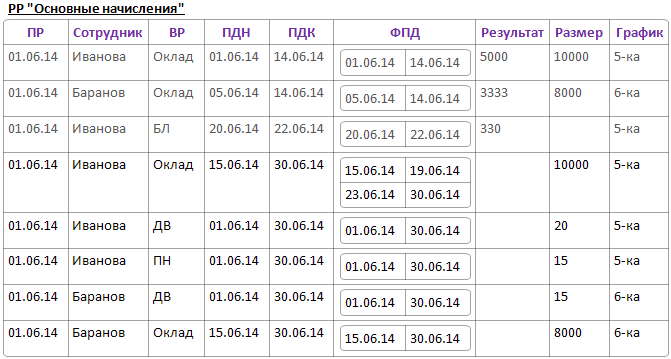 РР "Основные начисления"
ПР Сотрудник ВР ПДН ПДК ФПД Результат Размер График
01.06.14 Иванова Оклад 01.06.14 14.06.14 01.06.14 14.06.14 5000 10000 5-ка
01.06.14 Баранов Оклад 05.06.14 14.06.14 05.06.14 14.06.14 3333 8000 6-ка
01.06.14 Иванова БЛ 20.06.14 22.06.14 20.06.14 22.06.14 330 5-ка
01.06.14 Иванова Оклад 15.06.14 30.06.14 15.06.14 19.06.14 10000 5-ка
23.06.14 30.06.14
01.06.14 Иванова ДВ 01.06.14 30.06.14 01.06.14 30.06.14 20 5-ка
01.06.14 Иванова ПН 01.06.14 30.06.14 01.06.14 30.06.14 15 5-ка
01.06.14 Баранов ДВ 01.06.14 30.06.14 01.06.14 30.06.14 15 6-ка
01.06.14 Баранов Оклад 15.06.14 30.06.14 15.06.14 30.06.14 8000 6-ка